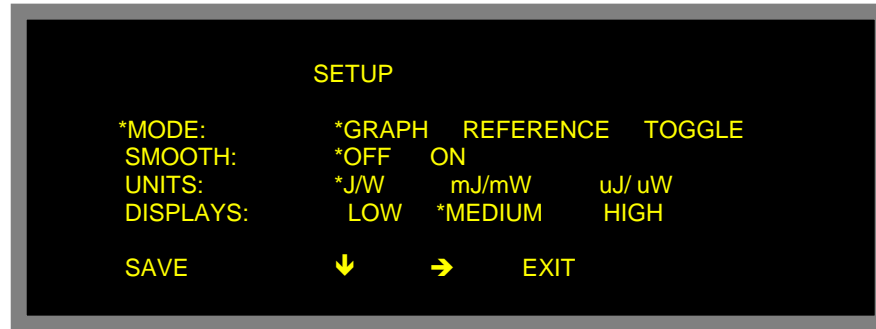 SETUP
*MODE: *GRAPH REFERENCE TOGGLE
SMOOTH: *OFF ON
UNITS: *J/W mJ/mW uJ/ uW
DISPLAYS: LOW *MEDIUM HIGH
SAVE ↓ → EXIT